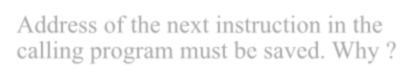 Address of the next instruction in the
calling program must be saved. Why ?